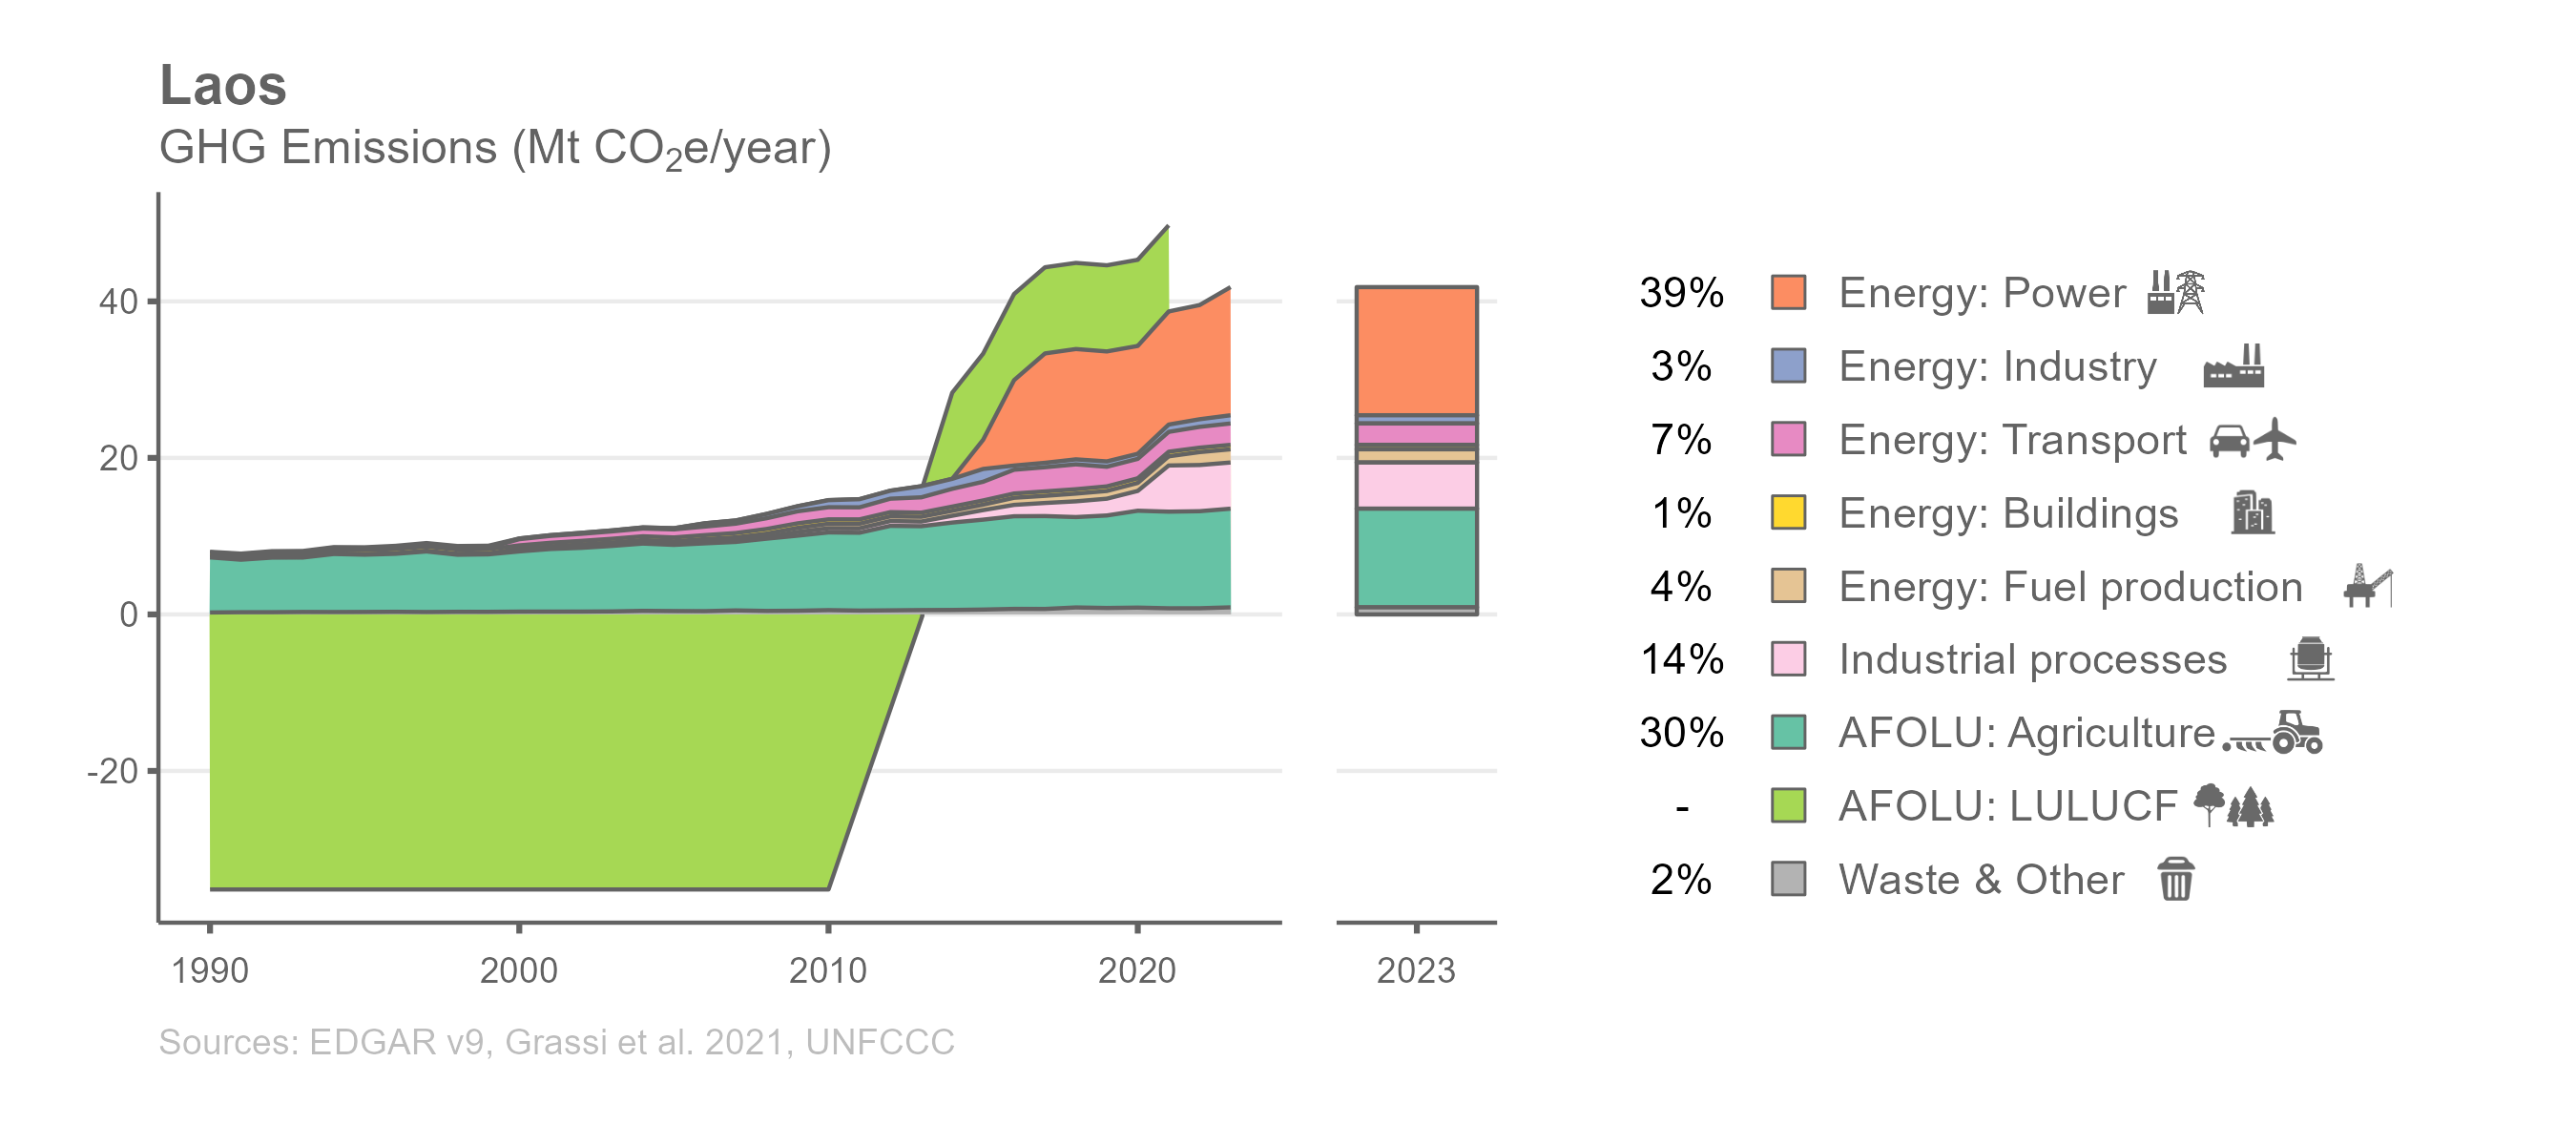 Laos
GHG Emissions (Mt CO₂e/year)
40
20
0
-20
1990 2000 2010 2020 2023
39% Energy: Power
3% Energy: Industry
7% Energy: Transport
1% Energy: Buildings
4% Energy: Fuel production
14% Industrial processes
30% AFOLU: Agriculture
- AFOLU: LULUCF
2% Waste & Other
Sources: EDGAR v9, Grassi et al. 2021, UNFCCC